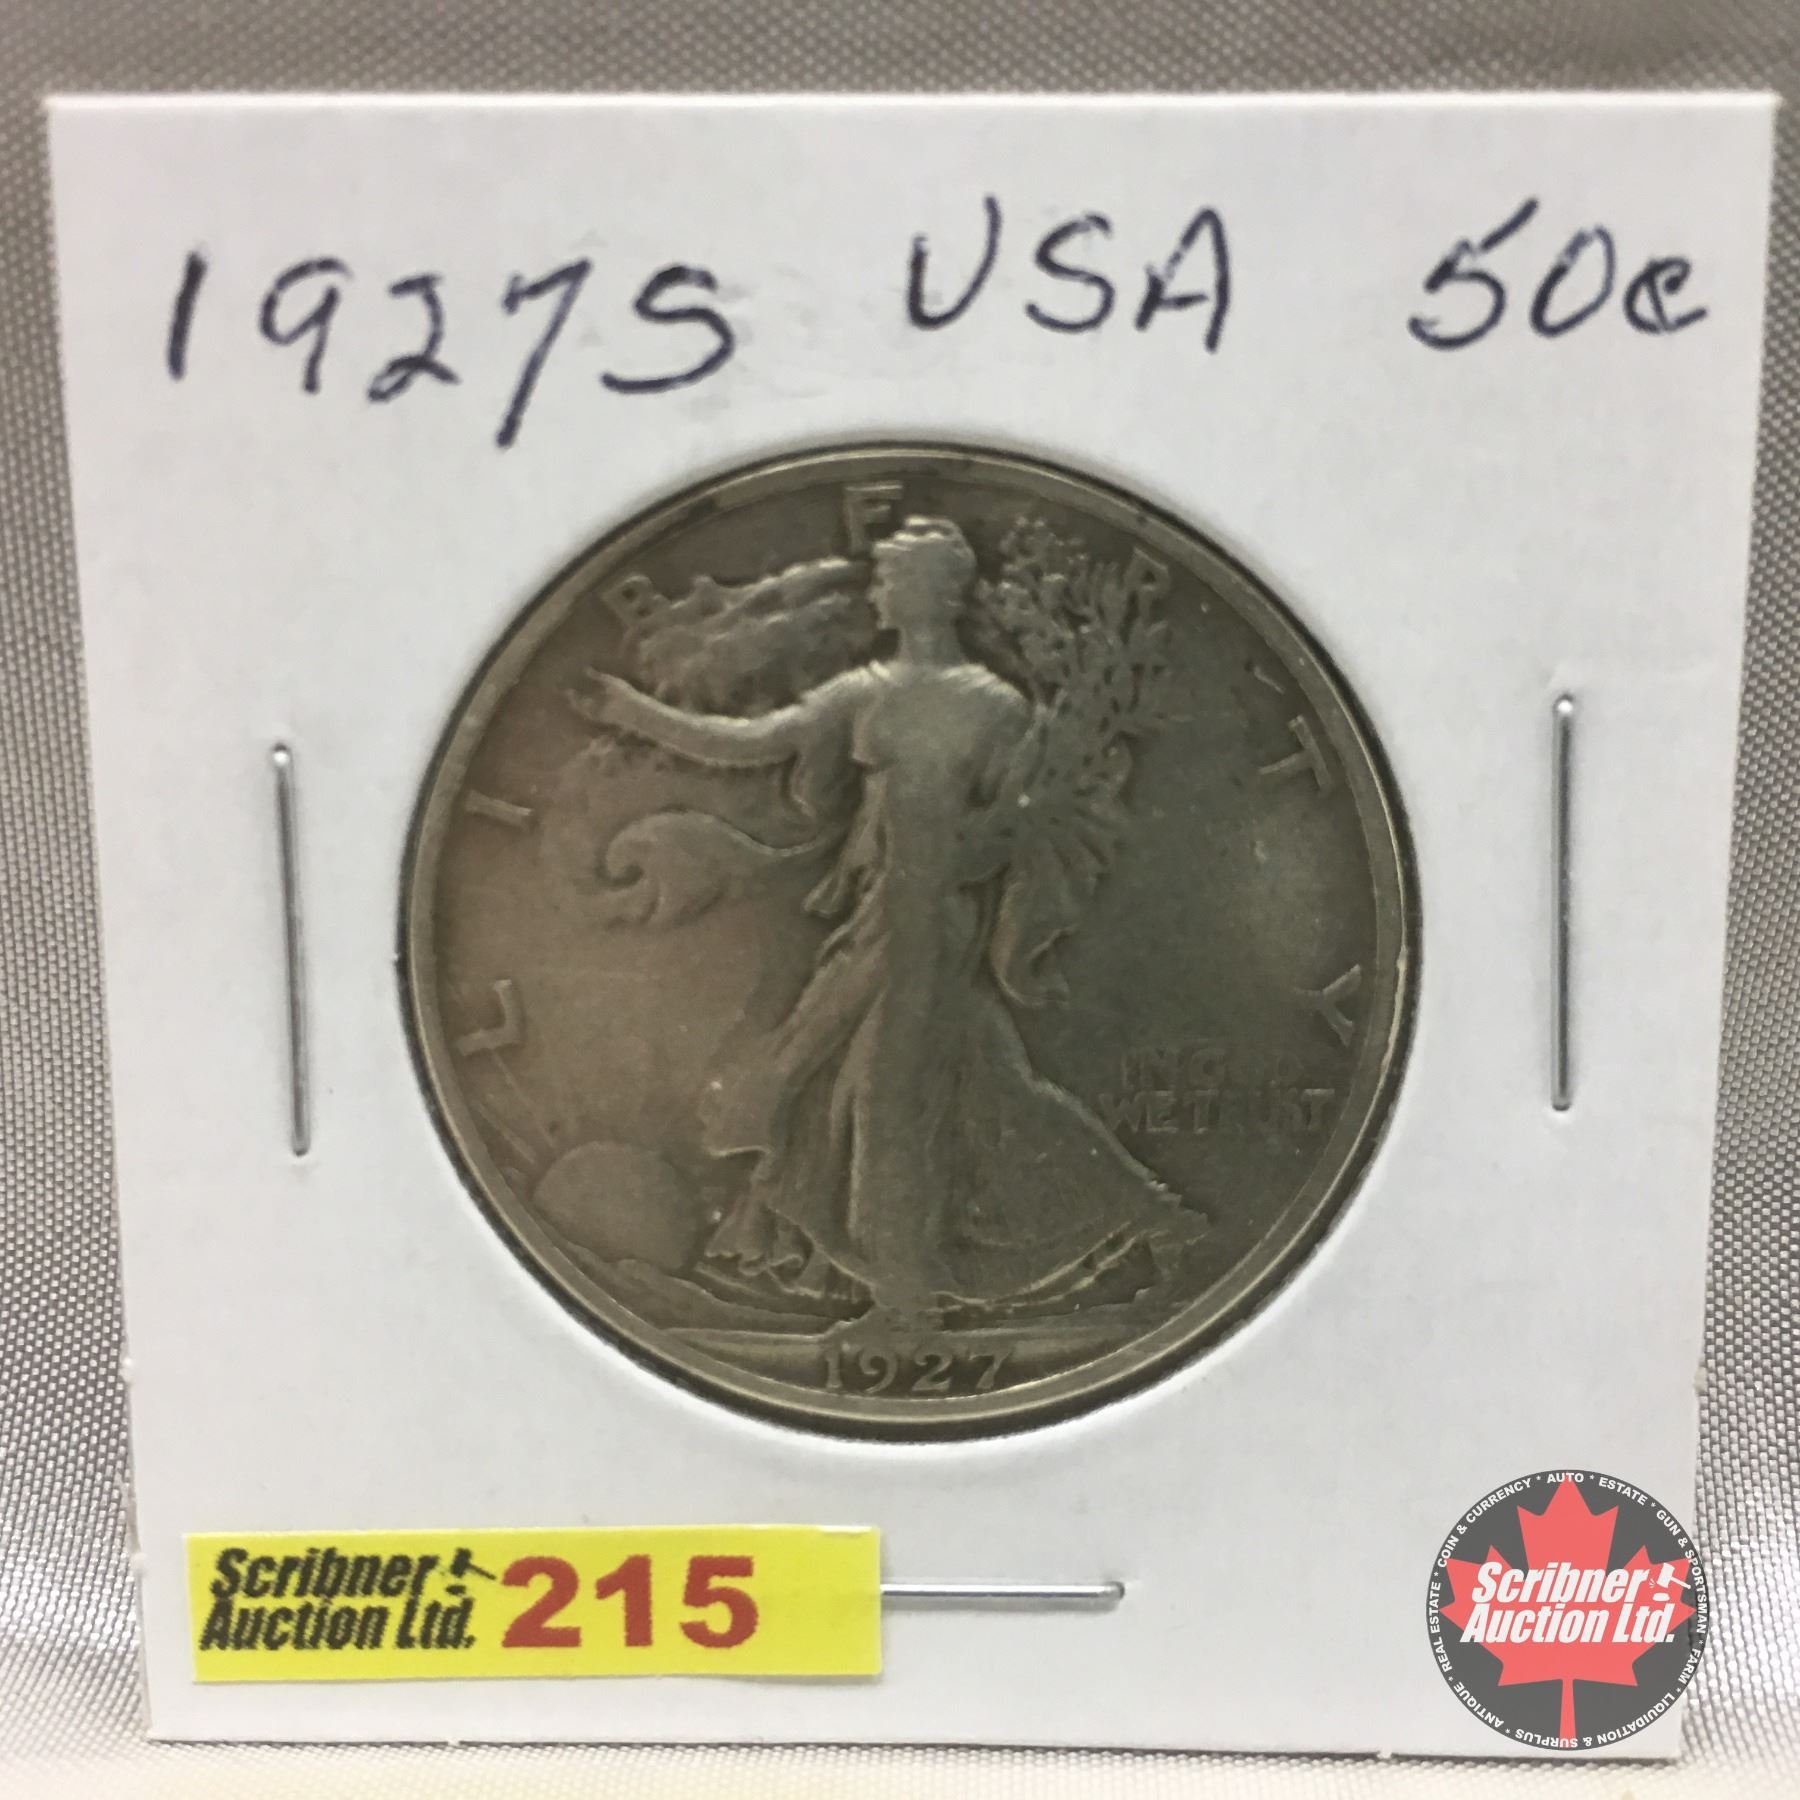 1927S USA 50¢
LIBERTY
IN GOD
WE TRUST
1927
Scribner
Auction Ltd.
215
REAL ESTATE * COIN & CURRENCY * AUTO * ESTATE * GUN & SPORTSMAN * FARM * LIQUIDATION & SURPLUS * ANTIQUE *
Scribner
Auction Ltd.